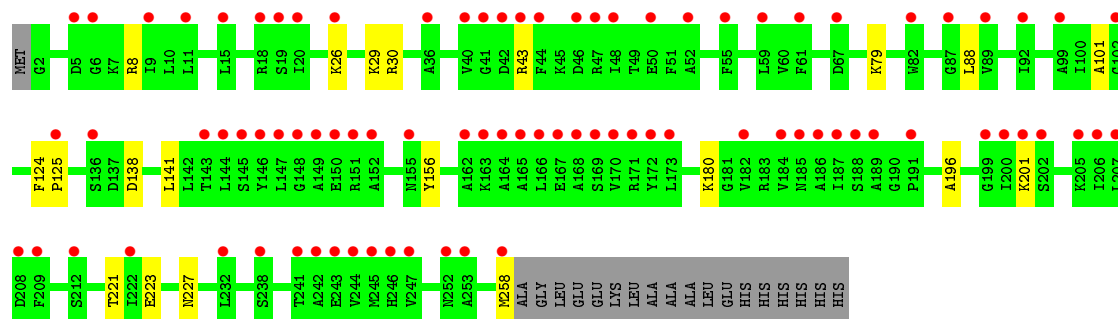 MET G2 D5 G6 K7 R8 I9 L10 L11 L15 R18 S19 I20 K26 K29 R30 A36 V40 G41 D42 R43 F44 K45 D46 R47 I48 T49 E50 F51 A52 F55 L59 V60 F61 D67 K79 W82 G87 L88 V89 I92 A99 I100 A101
F124 P125 S136 D137 D138 L141 L142 T143 L144 S145 Y146 L147 G148 A149 E150 R151 A152 N155 Y156 A162 K163 A164 A165 L166 E167 A168 S169 V170 R171 Y172 L173 K180 G181 V182 R183 V184 N185 A186 I187 S188 A189 G190 P191 A196 G199 I200 K201 S202 K205 I206
D208 F209 S212 T221 I222 E223 N227 L232 S238 T241 A242 E243 V244 M245 H246 V247 N252 A253 M258 ALA GLY LEU GLU GLU LYS LEU ALA ALA ALA LEU GLU HIS HIS HIS HIS HIS HIS